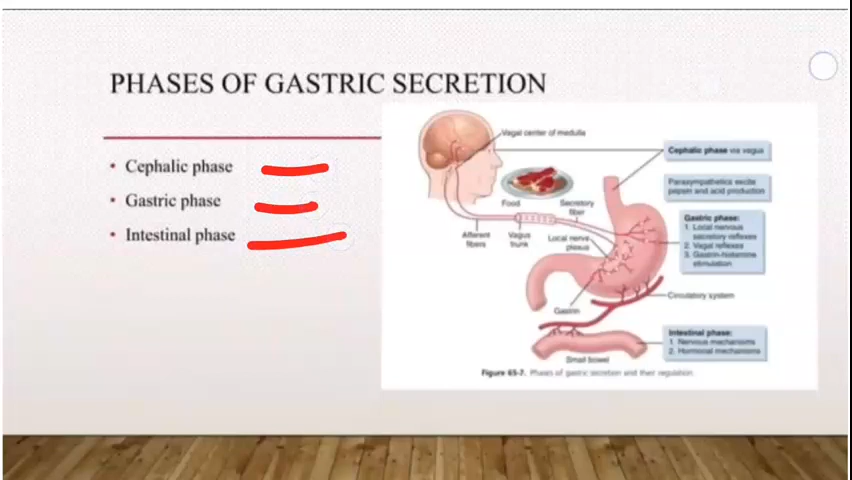 PHASES OF GASTRIC SECRETION
• Cephalic phase
• Gastric phase
• Intestinal phase
Vagal center of medulla
Cephalic phase via vagus
Parasympathetics excite
pepsin and acid production
Food
Secretory
fiber
Afferent
fibers
Vagus
trunk
Local nerve
plexus
Gastric phase:
1. Local nervous
secretory reflexes
2. Vagal reflexes
3. Gastrin-histamine
stimulation
Gastrin
Circulatory system
Intestinal phase:
1. Nervous mechanisms
2. Hormonal mechanisms
Small bowel
Figure 65-7. Phases of gastric secretion and their regulation.